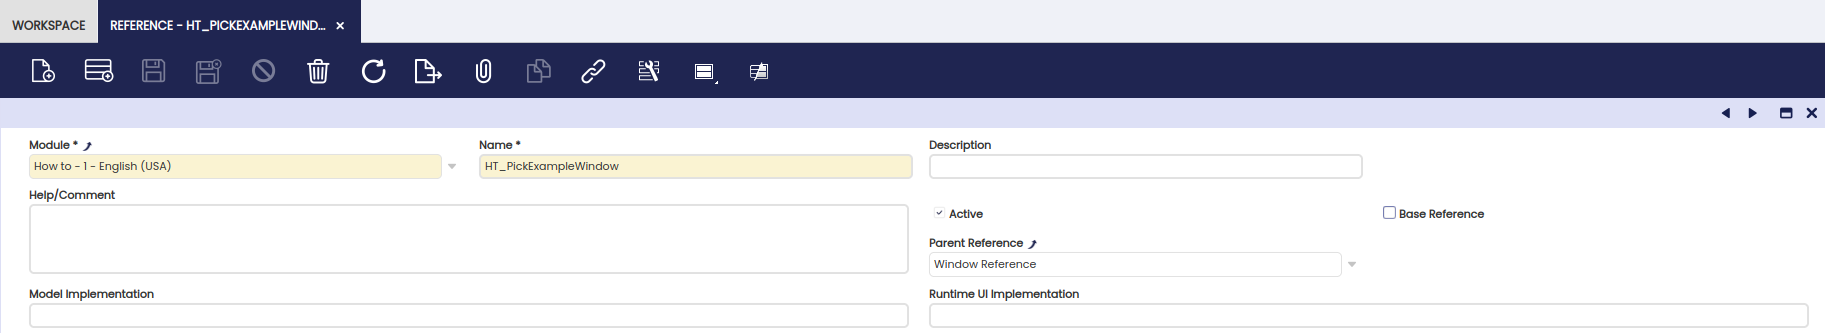 WORKSPACE
REFERENCE - HT_PICKEXAMPLEWIND...
Module *
Name *
Description
How to - 1 - English (USA)
HT_PickExampleWindow
Help/Comment
Active
Base Reference
Parent Reference
Window Reference
Model Implementation
Runtime UI Implementation